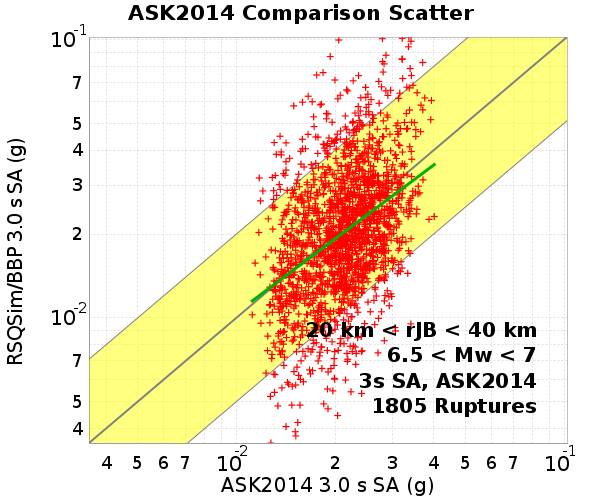 ASK2014 Comparison Scatter
RSQSim/BBP 3.0 s SA (g)
10-1
7
5
4
3
2
10-2
7
5
4
20 km < rJB < 40 km
6.5 < Mw < 7
3s SA, ASK2014
1805 Ruptures
4 5 6 7 10-2 2 3 4 5 6 7 10-1
ASK2014 3.0 s SA (g)